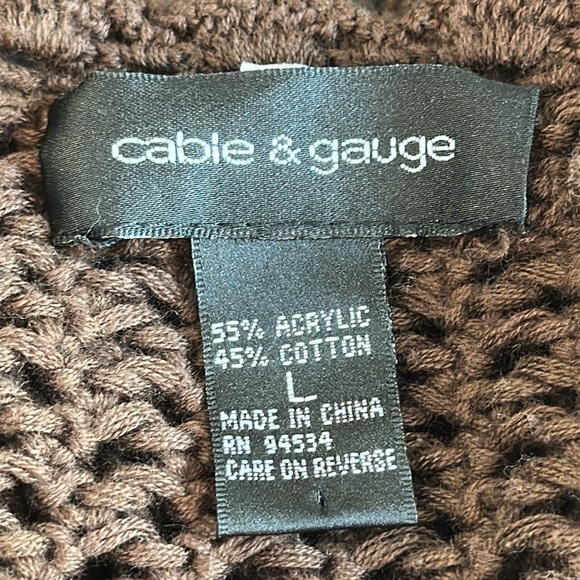 cable & gauge
55% ACRYLIC
45% COTTON
L
MADE IN CHINA
RN 94534
CARE ON REVERSE